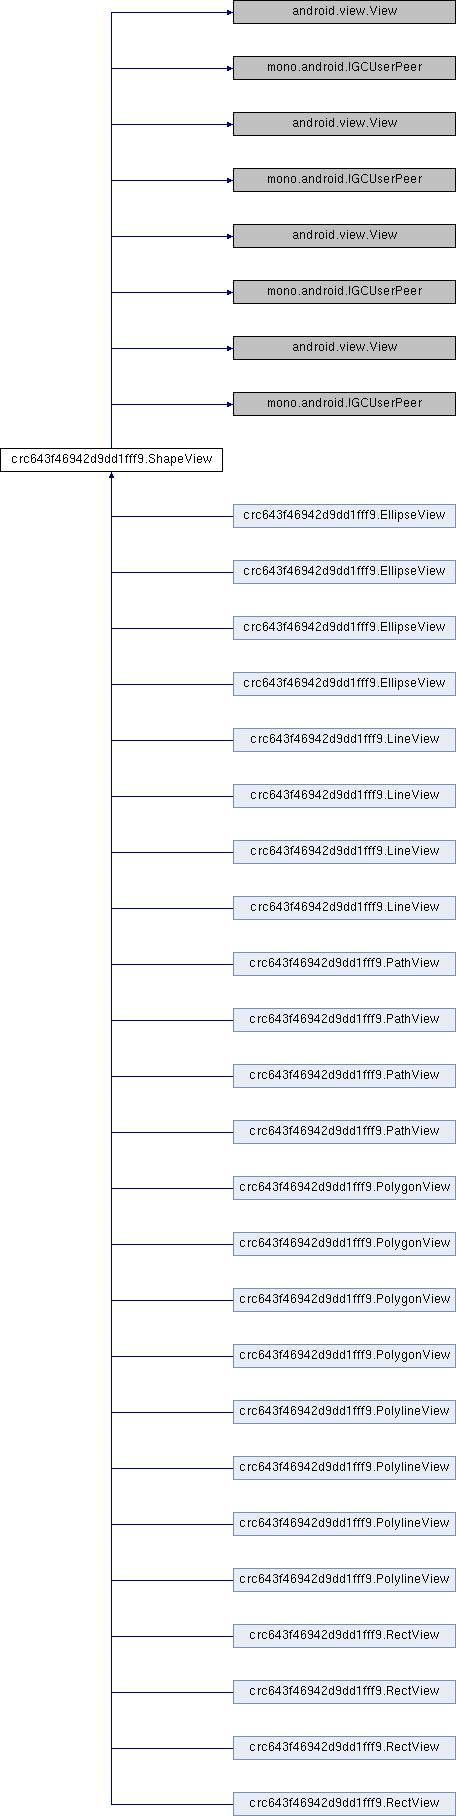 android.view.View
mono.android.IGCUserPeer
android.view.View
mono.android.IGCUserPeer
android.view.View
mono.android.IGCUserPeer
android.view.View
mono.android.IGCUserPeer
crc643f46942d9dd1fff9.ShapeView
crc643f46942d9dd1fff9.EllipseView
crc643f46942d9dd1fff9.EllipseView
crc643f46942d9dd1fff9.EllipseView
crc643f46942d9dd1fff9.EllipseView
crc643f46942d9dd1fff9.LineView
crc643f46942d9dd1fff9.LineView
crc643f46942d9dd1fff9.LineView
crc643f46942d9dd1fff9.LineView
crc643f46942d9dd1fff9.PathView
crc643f46942d9dd1fff9.PathView
crc643f46942d9dd1fff9.PathView
crc643f46942d9dd1fff9.PathView
crc643f46942d9dd1fff9.PolygonView
crc643f46942d9dd1fff9.PolygonView
crc643f46942d9dd1fff9.PolygonView
crc643f46942d9dd1fff9.PolygonView
crc643f46942d9dd1fff9.PolylineView
crc643f46942d9dd1fff9.PolylineView
crc643f46942d9dd1fff9.PolylineView
crc643f46942d9dd1fff9.PolylineView
crc643f46942d9dd1fff9.RectView
crc643f46942d9dd1fff9.RectView
crc643f46942d9dd1fff9.RectView
crc643f46942d9dd1fff9.RectView